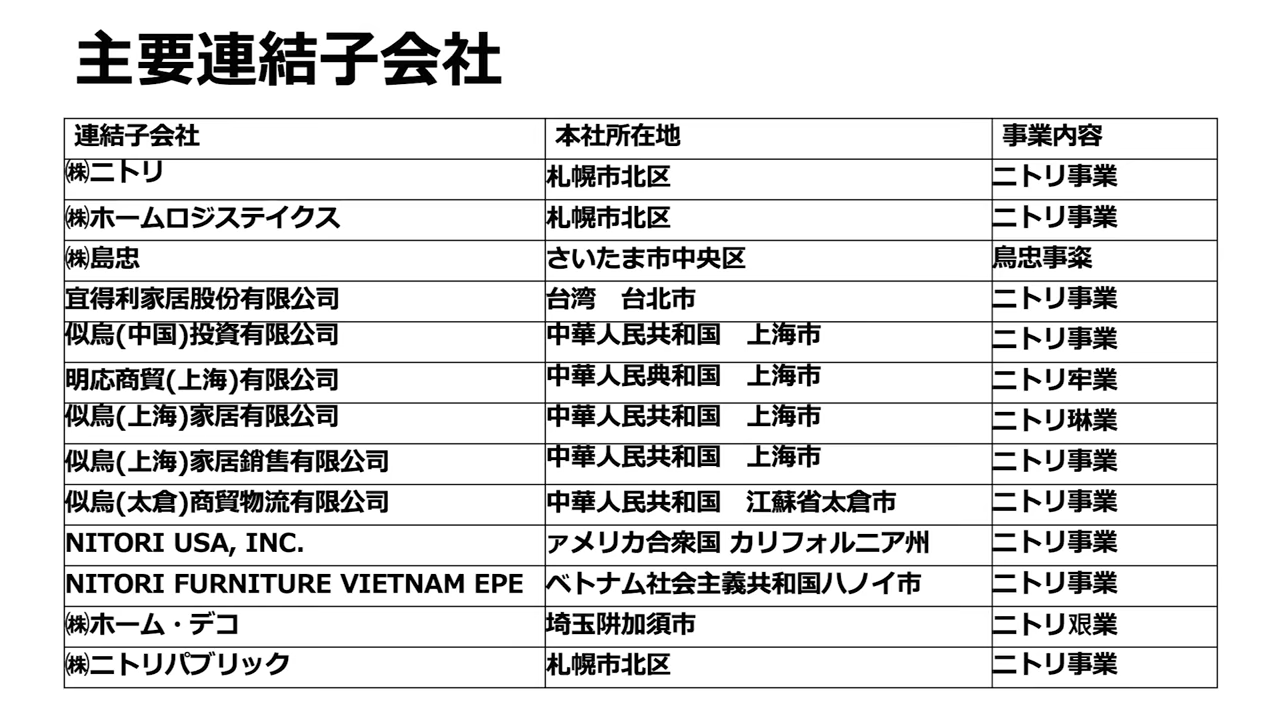 主要連結子会社
連結子会社 本社所在地 事業内容
㈱ニトリ 札幌市北区 ニトリ事業
㈱ホームロジステイクス 札幌市北区 ニトリ事業
㈱島忠 さいたま市中央区 鳥忠事楽
宜得利家居股份有限公司 台湾　台北市 ニトリ事業
似鳥(中国)投資有限公司 中華人民共和国　上海市 ニトリ事業
明応商貿(上海)有限公司 中華人民典和国　上海市 ニトリ牢業
似鳥(上海)家居有限公司 中華人民共和国　上海市 ニトリ琳業
似鳥(上海)家居銷售有限公司 中華人民共和国　上海市 ニトリ事業
似鳥(太倉)商貿物流有限公司 中華人民共和国　江蘇省太倉市 ニトリ事業
NITORI USA, INC. ァメリカ合衆国 カリフォルニア州 ニトリ事業
NITORI FURNITURE VIETNAM EPE ベトナム社会主義共和国ハノイ市 ニトリ事業
㈱ホーム・デコ 埼玉阱加須市 ニトリ艰業
㈱ニトリパブリック 札幌市北区 ニトリ事業